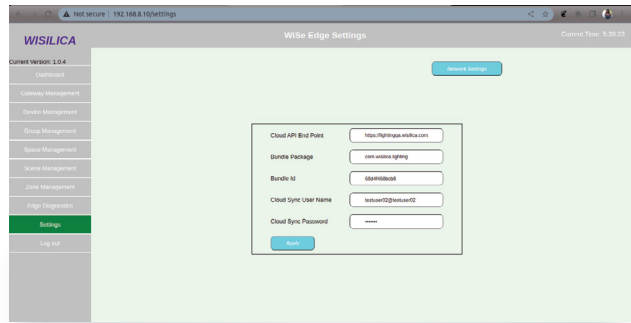 Not secure | 192.168.8.10/settings
WISILICA
WiSe Edge Settings
Current Time: 5:39:23
Current Version: 1.0.4
Dashboard
Network Settings
Gateway Management
Device Management
Group Management
Space Management
Scene Management
Zone Management
Edge Diagnostics
Settings
Log out
Cloud API End Point
https://lightingqa.wisilica.com
Bundle Package
com.wisilica.lighting
Bundle Id
Cloud Sync User Name
testuser02@testuser02
Cloud Sync Password
Apply